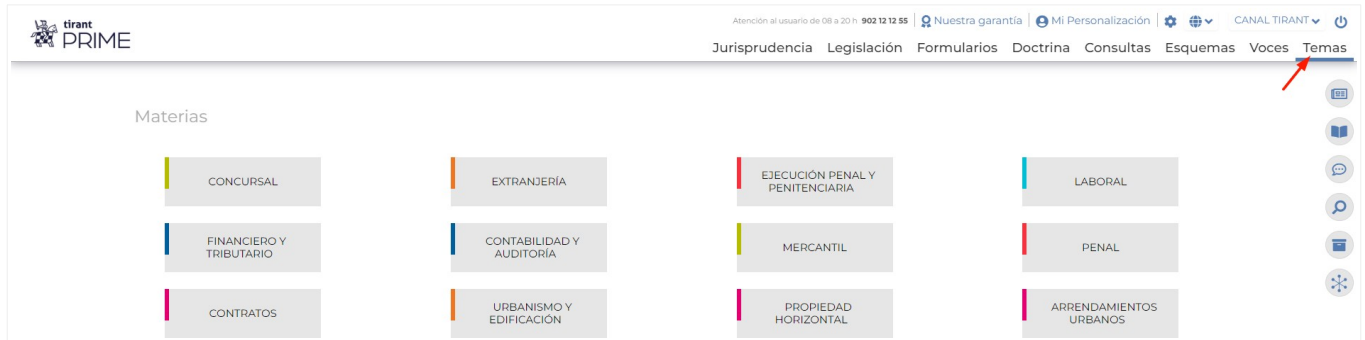 tirant
PRIME
Atención al usuario de 08 a 20 h 902 12 12 55
Nuestra garantía
Mi Personalización
CANAL TIRANT
Jurisprudencia Legislación Formularios Doctrina Consultas Esquemas Voces Temas
Materias
CONCURSAL
EXTRANJERÍA
EJECUCIÓN PENAL Y
PENITENCIARIA
LABORAL
FINANCIERO Y
TRIBUTARIO
CONTABILIDAD Y
AUDITORÍA
MERCANTIL
PENAL
CONTRATOS
URBANISMO Y
EDIFICACIÓN
PROPIEDAD
HORIZONTAL
ARRENDAMIENTOS
URBANOS